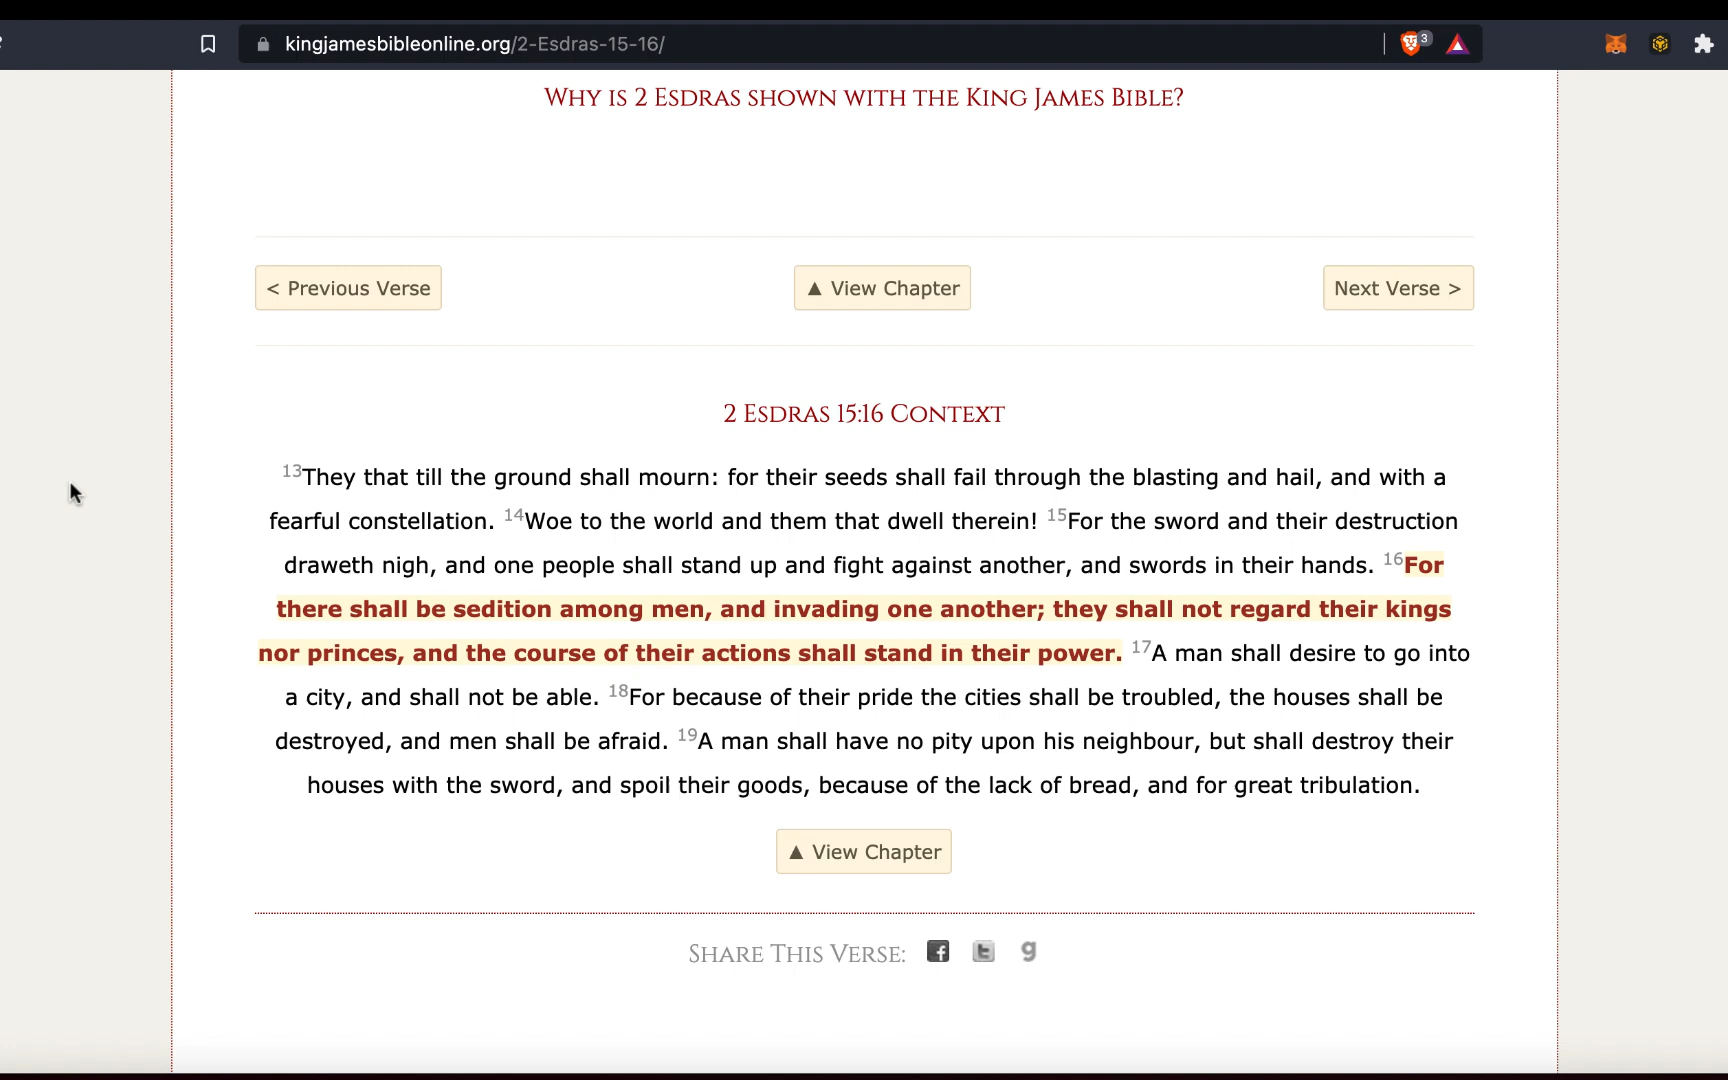 kingjamesbibleonline.org/2-Esdras-15-16/
3
Why is 2 Esdras shown with the King James Bible?
< Previous Verse
▲ View Chapter
Next Verse >
2 Esdras 15:16 Context
13They that till the ground shall mourn: for their seeds shall fail through the blasting and hail, and with a
fearful constellation. 14Woe to the world and them that dwell therein! 15For the sword and their destruction
draweth nigh, and one people shall stand up and fight against another, and swords in their hands. 16For
there shall be sedition among men, and invading one another; they shall not regard their kings
nor princes, and the course of their actions shall stand in their power. 17A man shall desire to go into
a city, and shall not be able. 18For because of their pride the cities shall be troubled, the houses shall be
destroyed, and men shall be afraid. 19A man shall have no pity upon his neighbour, but shall destroy their
houses with the sword, and spoil their goods, because of the lack of bread, and for great tribulation.
▲ View Chapter
Share This Verse: